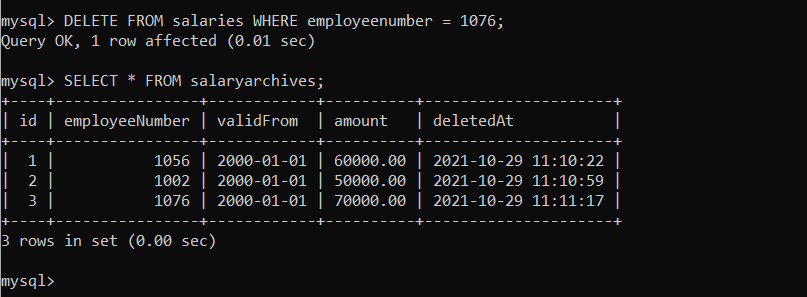 mysql> DELETE FROM salaries WHERE employeenumber = 1076;
Query OK, 1 row affected (0.01 sec)

mysql> SELECT * FROM salaryarchives;
+----+----------------+------------+----------+---------------------+
| id | employeeNumber | validFrom  | amount   | deletedAt           |
+----+----------------+------------+----------+---------------------+
|  1 |           1056 | 2000-01-01 | 60000.00 | 2021-10-29 11:10:22 |
|  2 |           1002 | 2000-01-01 | 50000.00 | 2021-10-29 11:10:59 |
|  3 |           1076 | 2000-01-01 | 70000.00 | 2021-10-29 11:11:17 |
+----+----------------+------------+----------+---------------------+
3 rows in set (0.00 sec)

mysql>